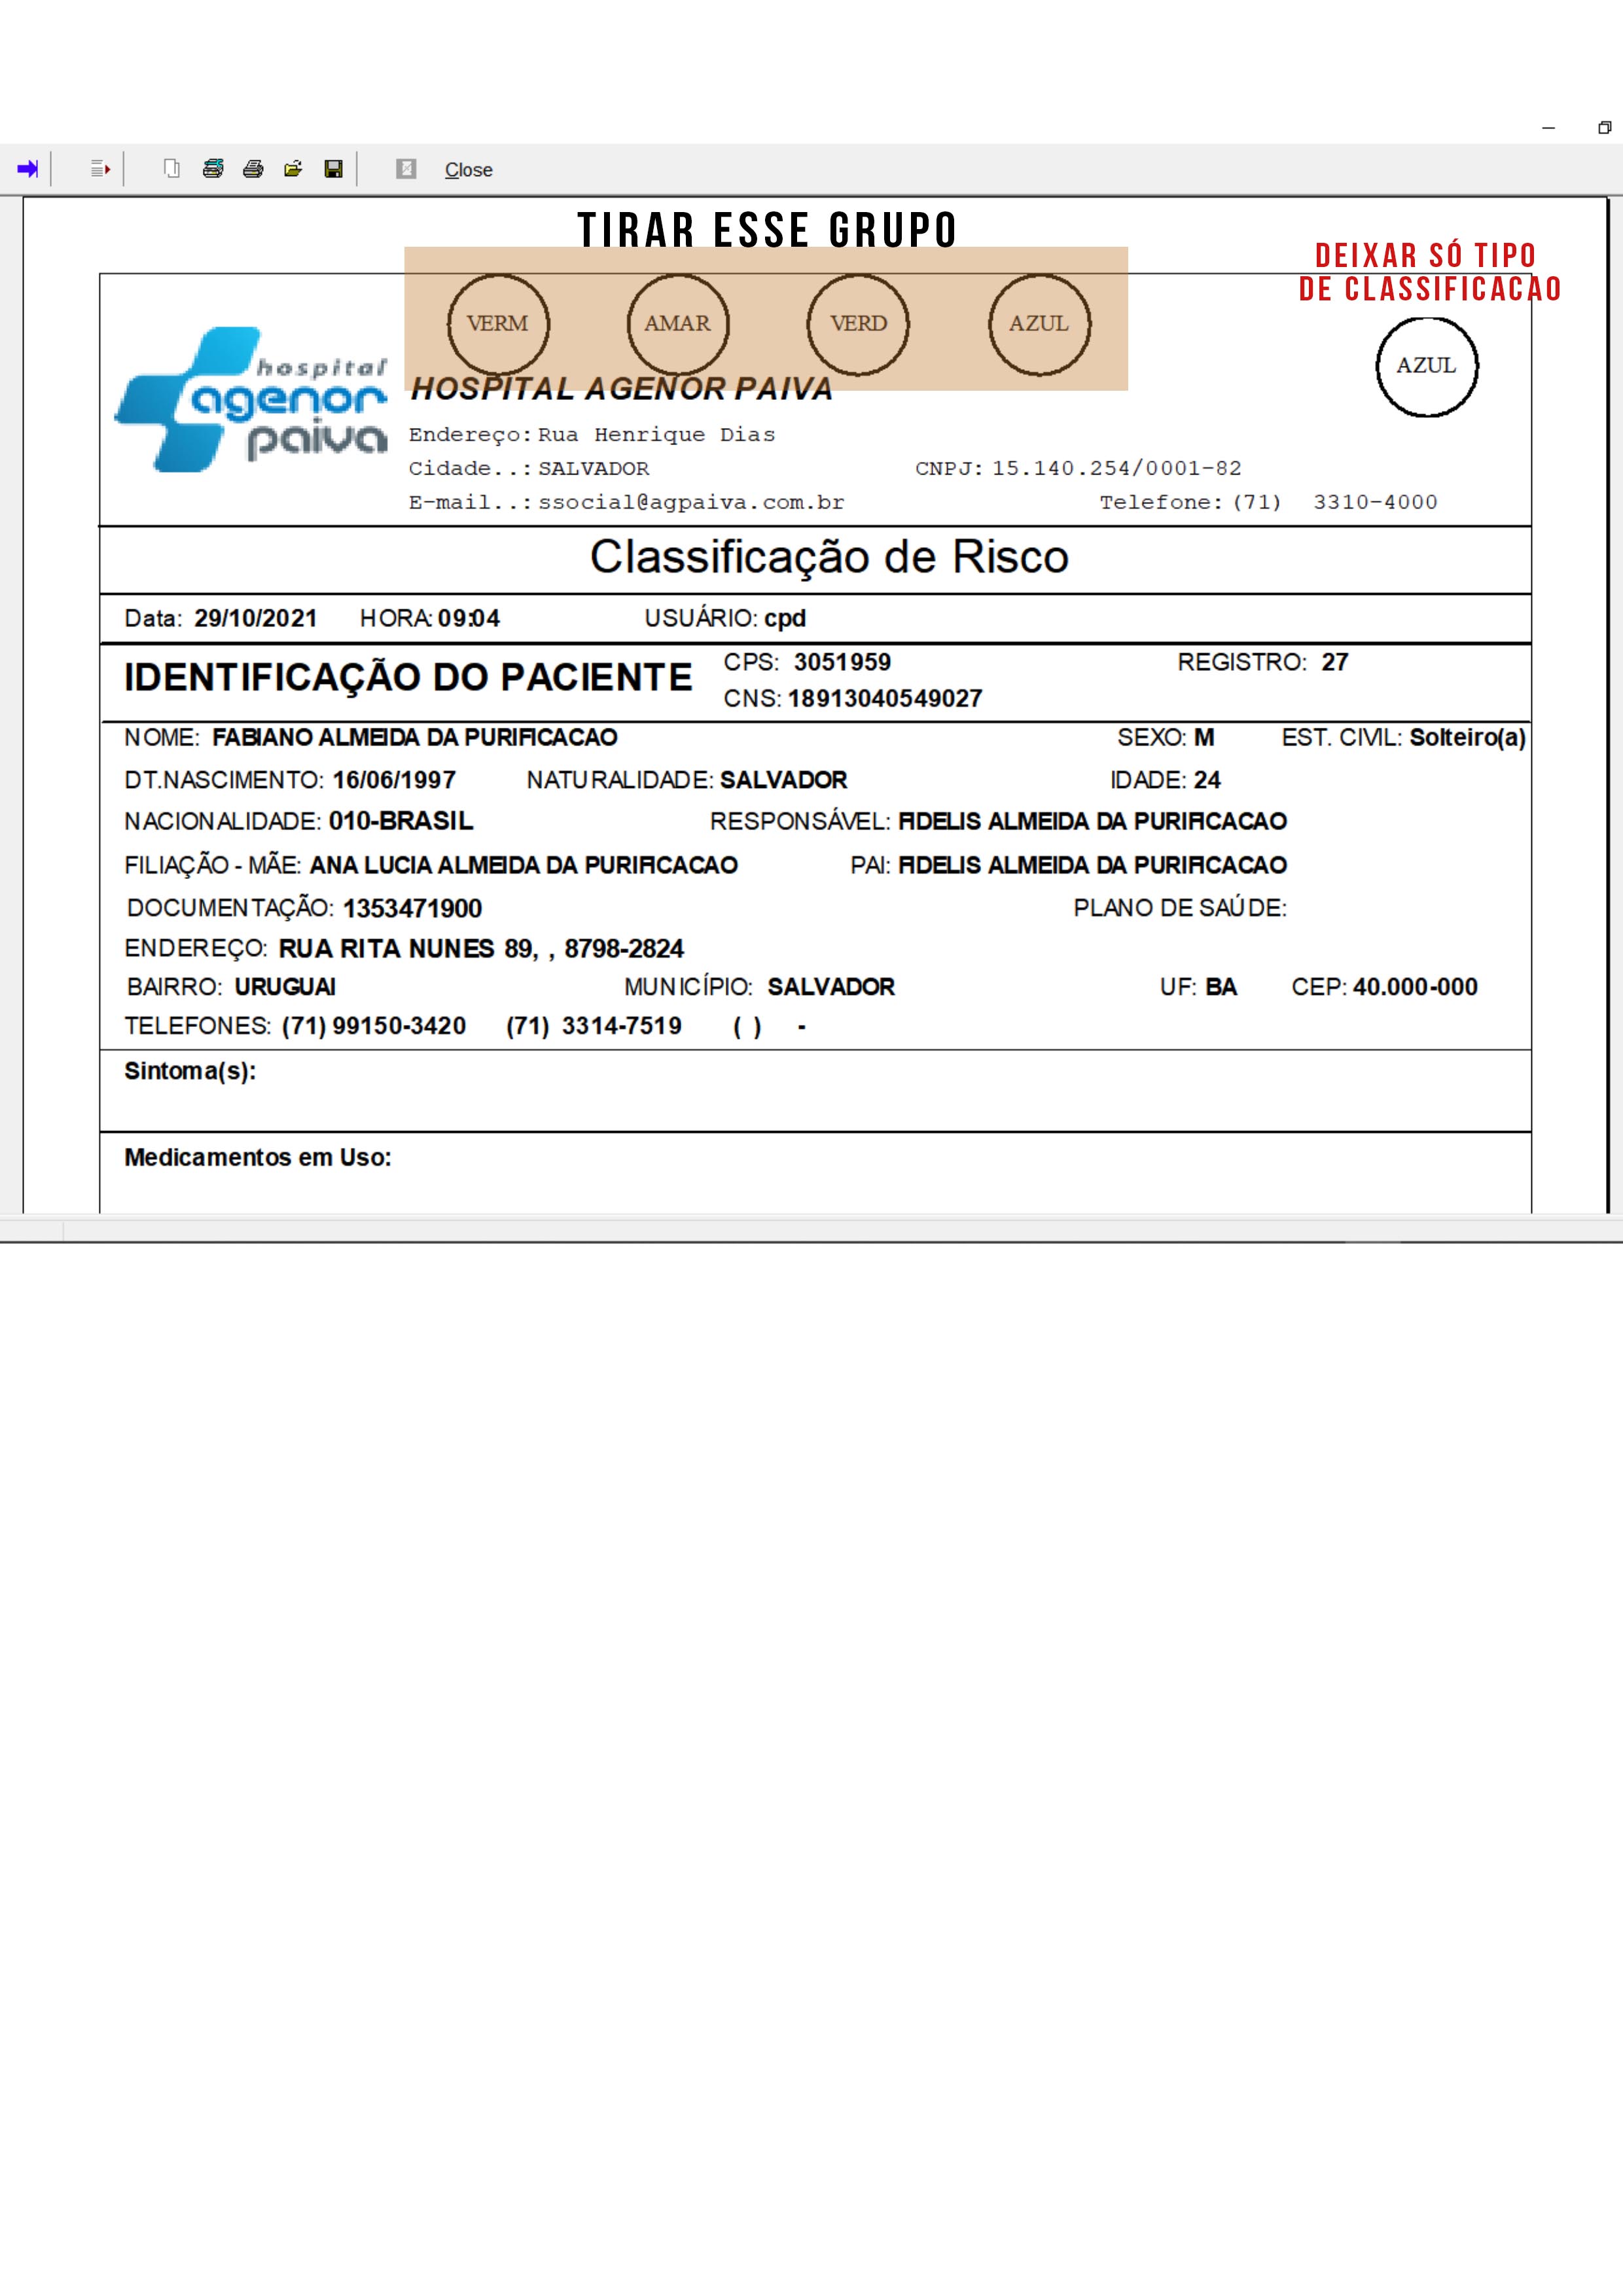 Close
TIRAR ESSE GRUPO
DEIXAR SÓ TIPO
DE CLASSIFICACAO
VERM AMAR VERD AZUL
AZUL
hospital
agenor
paiva
HOSPITAL AGENOR PAIVA
Endereço: Rua Henrique Dias
Cidade..: SALVADOR CNPJ: 15.140.254/0001-82
E-mail..: ssocial@agpaiva.com.br Telefone: (71) 3310-4000
Classificação de Risco
Data: 29/10/2021 HORA: 09:04 USUÁRIO: cpd
IDENTIFICAÇÃO DO PACIENTE
CPS: 3051959 REGISTRO: 27
CNS: 18913040549027
NOME: FABIANO ALMEIDA DA PURIFICACAO SEXO: M EST. CIVIL: Solteiro(a)
DT.NASCIMENTO: 16/06/1997 NATURALIDADE: SALVADOR IDADE: 24
NACIONALIDADE: 010-BRASIL RESPONSÁVEL: FIDELIS ALMEIDA DA PURIFICACAO
FILIAÇÃO - MÃE: ANA LUCIA ALMEIDA DA PURIFICACAO PAI: FIDELIS ALMEIDA DA PURIFICACAO
DOCUMENTAÇÃO: 1353471900 PLANO DE SAÚDE:
ENDEREÇO: RUA RITA NUNES 89, , 8798-2824
BAIRRO: URUGUAI MUNICÍPIO: SALVADOR UF: BA CEP: 40.000-000
TELEFONES: (71) 99150-3420 (71) 3314-7519 ( ) -
Sintoma(s):
Medicamentos em Uso: